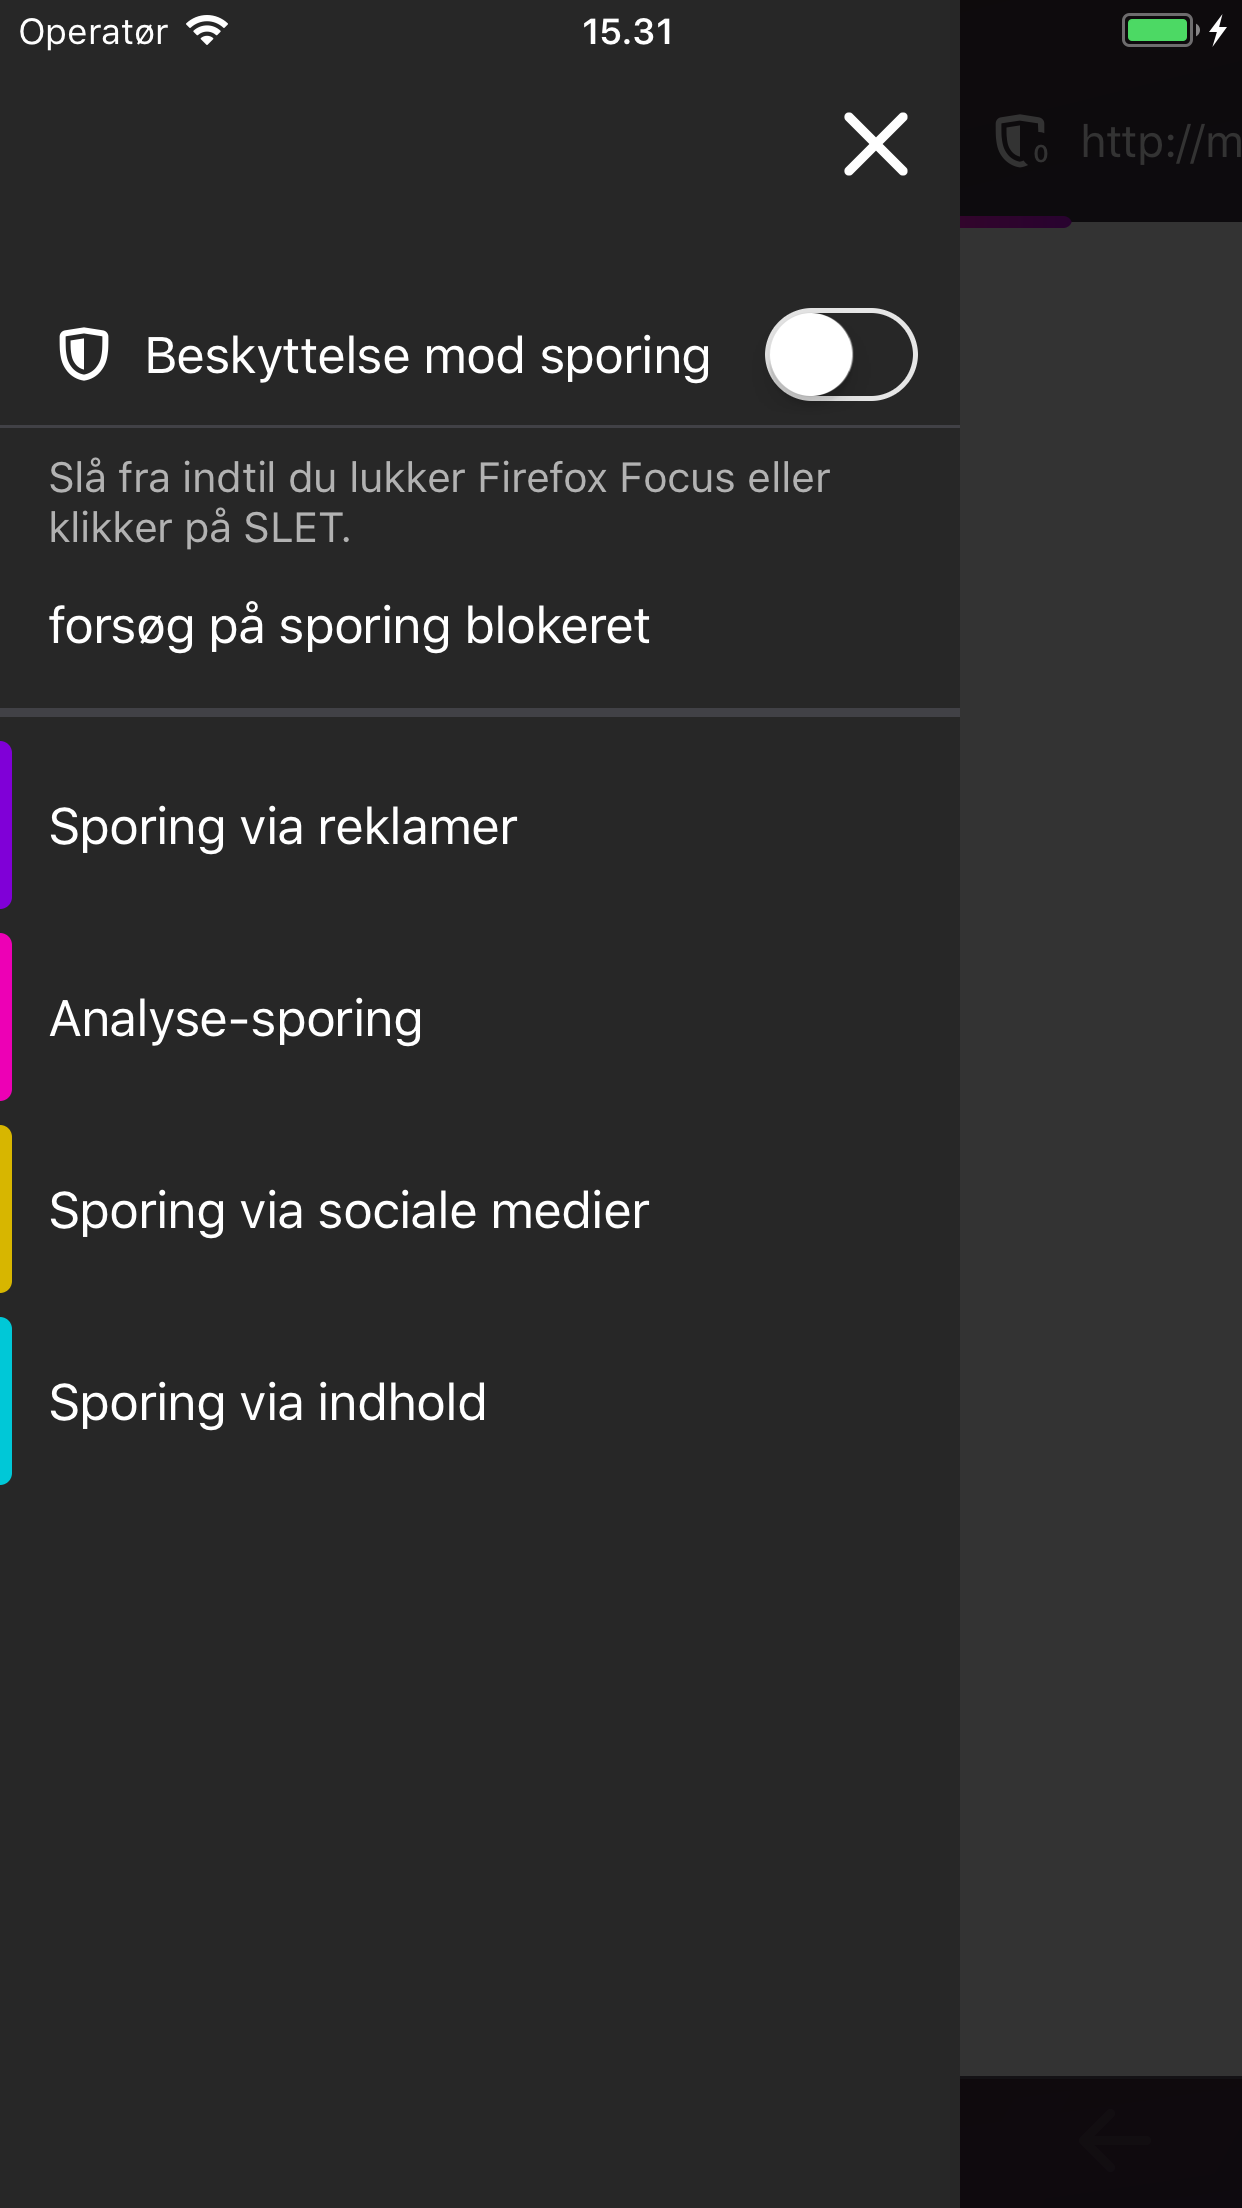 Operatør 15.31
0 http://m
Beskyttelse mod sporing
Slå fra indtil du lukker Firefox Focus eller
klikker på SLET.
forsøg på sporing blokeret
Sporing via reklamer
Analyse-sporing
Sporing via sociale medier
Sporing via indhold